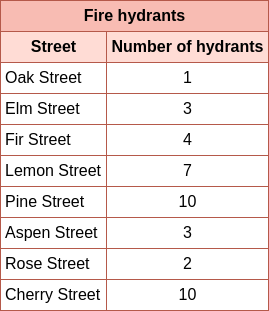 Fire hydrants
Street Number of hydrants
Oak Street 1
Elm Street 3
Fir Street 4
Lemon Street 7
Pine Street 10
Aspen Street 3
Rose Street 2
Cherry Street 10